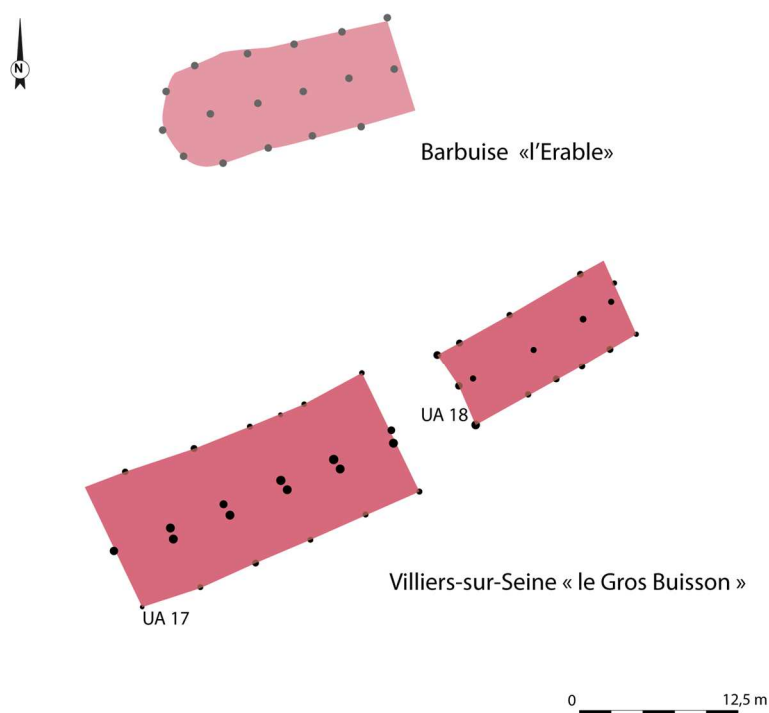 N
Barbuise «l'Erable»
UA 18
Villiers-sur-Seine « le Gros Buisson »
UA 17
0 12,5 m